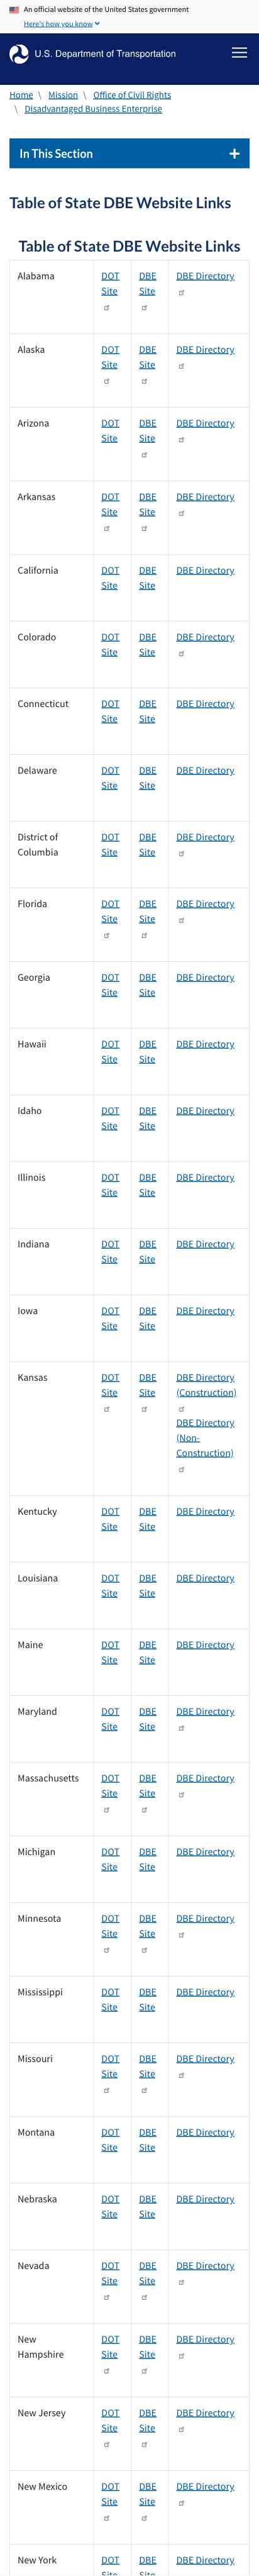 An official website of the United States government
Here's how you know
U.S. Department of Transportation
Home \ Mission \ Office of Civil Rights
\ Disadvantaged Business Enterprise
In This Section
Table of State DBE Website Links
Table of State DBE Website Links
Alabama DOT DBE DBE Directory
Site Site
Alaska DOT DBE DBE Directory
Site Site
Arizona DOT DBE DBE Directory
Site Site
Arkansas DOT DBE DBE Directory
Site Site
California DOT DBE DBE Directory
Site Site
Colorado DOT DBE DBE Directory
Site Site
Connecticut DOT DBE DBE Directory
Site Site
Delaware DOT DBE DBE Directory
Site Site
District of DOT DBE DBE Directory
Columbia Site Site
Florida DOT DBE DBE Directory
Site Site
Georgia DOT DBE DBE Directory
Site Site
Hawaii DOT DBE DBE Directory
Site Site
Idaho DOT DBE DBE Directory
Site Site
Illinois DOT DBE DBE Directory
Site Site
Indiana DOT DBE DBE Directory
Site Site
Iowa DOT DBE DBE Directory
Site Site
Kansas DOT DBE DBE Directory
Site Site (Construction)
DBE Directory
(Non-
Construction)
Kentucky DOT DBE DBE Directory
Site Site
Louisiana DOT DBE DBE Directory
Site Site
Maine DOT DBE DBE Directory
Site Site
Maryland DOT DBE DBE Directory
Site Site
Massachusetts DOT DBE DBE Directory
Site Site
Michigan DOT DBE DBE Directory
Site Site
Minnesota DOT DBE DBE Directory
Site Site
Mississippi DOT DBE DBE Directory
Site Site
Missouri DOT DBE DBE Directory
Site Site
Montana DOT DBE DBE Directory
Site Site
Nebraska DOT DBE DBE Directory
Site Site
Nevada DOT DBE DBE Directory
Site Site
New DOT DBE DBE Directory
Hampshire Site Site
New Jersey DOT DBE DBE Directory
Site Site
New Mexico DOT DBE DBE Directory
Site Site
New York DOT DBE DBE Directory
Site Site